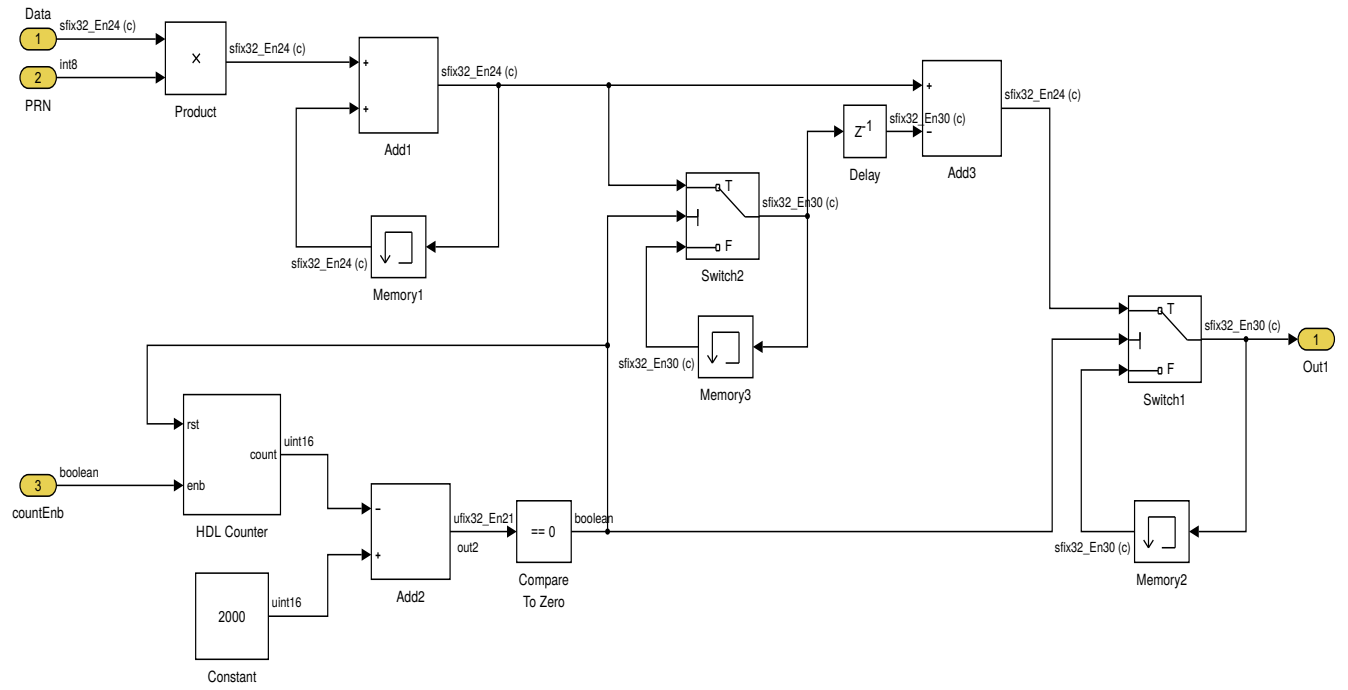 Data
sfix32_En24 (c)
1
x
sfix32_En24 (c)
int8
2
PRN
Product
+
+
Add1
sfix32_En24 (c)
sfix32_En24 (c)
Memory1
T
F
Switch2
sfix32_En30 (c)
sfix32_En30 (c)
Memory3
Z-1
Delay
sfix32_En30 (c)
+
-
Add3
sfix32_En24 (c)
T
F
Switch1
sfix32_En30 (c)
1
Out1
sfix32_En30 (c)
Memory2
rst
count
enb
HDL Counter
boolean
3
countEnb
uint16
2000
Constant
uint16
-
+
Add2
ufix32_En21
out2
== 0
Compare
To Zero
boolean